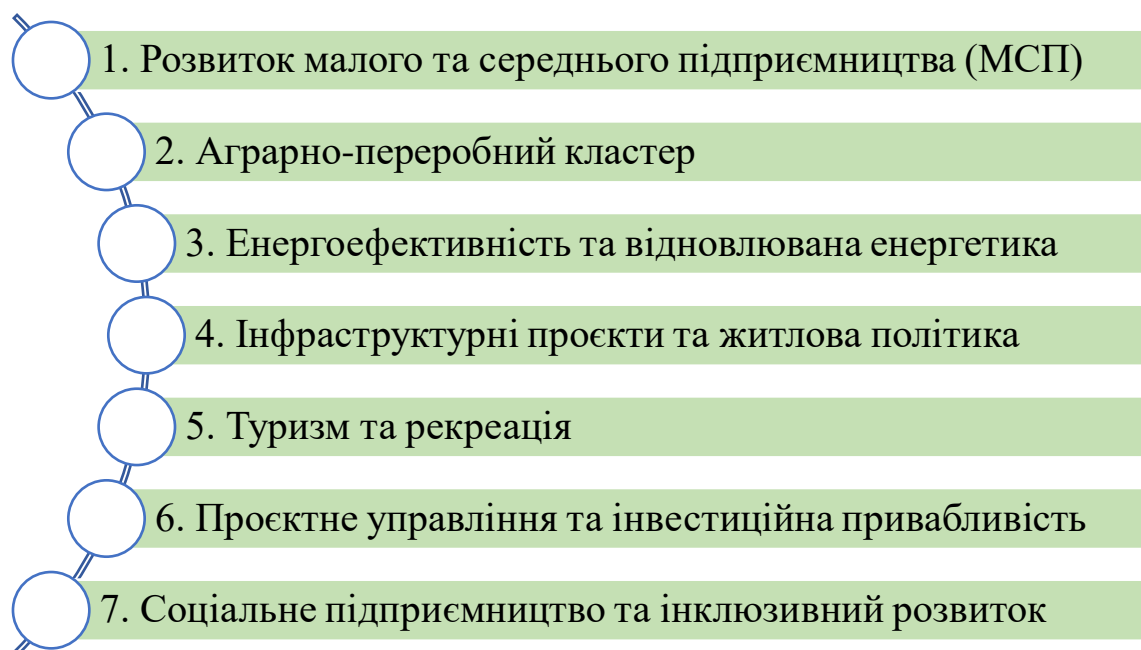 1. Розвиток малого та середнього підприємництва (МСП)
2. Аграрно-переробний кластер
3. Енергоефективність та відновлювана енергетика
4. Інфраструктурні проєкти та житлова політика
5. Туризм та рекреація
6. Проєктне управління та інвестиційна привабливість
7. Соціальне підприємництво та інклюзивний розвиток